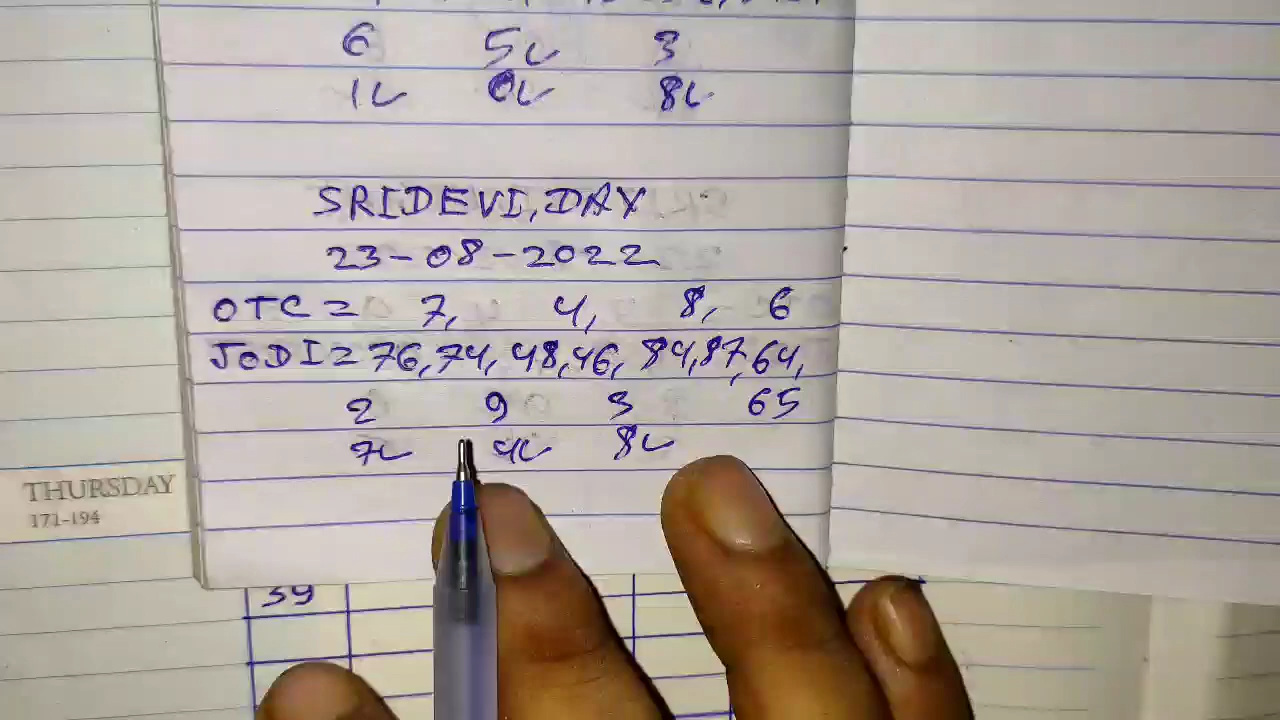 6 5L 3
1L 0L 8L
SRIDEVI, DAY
23-08-2022
OTC = 7, 4, 8, 6
JODI = 76, 74, 48, 46, 84, 87, 64,
2 9 3 65
7L 4L 8L
THURSDAY
171-194
39